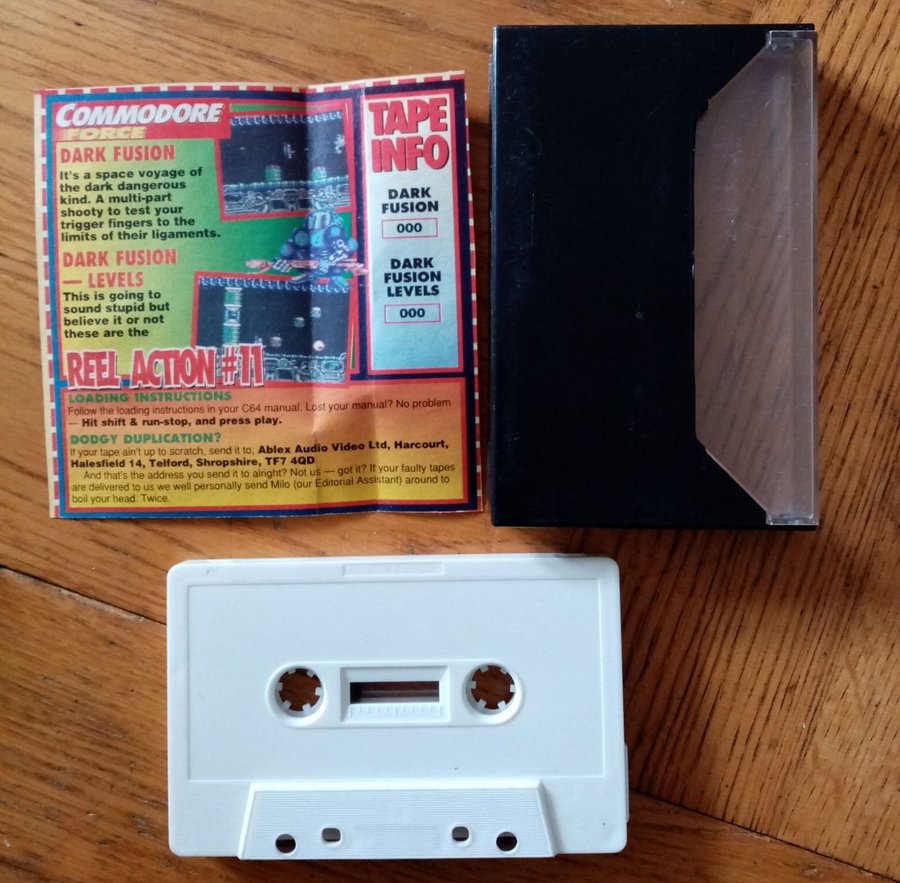 COMMODORE
FORCE
DARK FUSION
It's a space voyage of
the dark dangerous
kind. A multi-part
shooty to test your
trigger fingers to the
limits of their ligaments.
DARK FUSION
— LEVELS
This is going to
sound stupid but
believe it or not
these are the
REEL ACTION #11
TAPE
INFO
DARK
FUSION
000
DARK
FUSION
LEVELS
000
LOADING INSTRUCTIONS
Follow the loading instructions in your C64 manual. Lost your manual? No problem
— Hit shift & run-stop, and press play.
DODGY DUPLICATION?
If your tape ain't up to scratch, send it to; Ablex Audio Video Ltd, Harcourt,
Halesfield 14, Telford, Shropshire, TF7 4QD
And that's the address you send it to alright? Not us — got it? If your faulty tapes
are delivered to us we well personally send Milo (our Editorial Assistant) around to
boil your head. Twice.